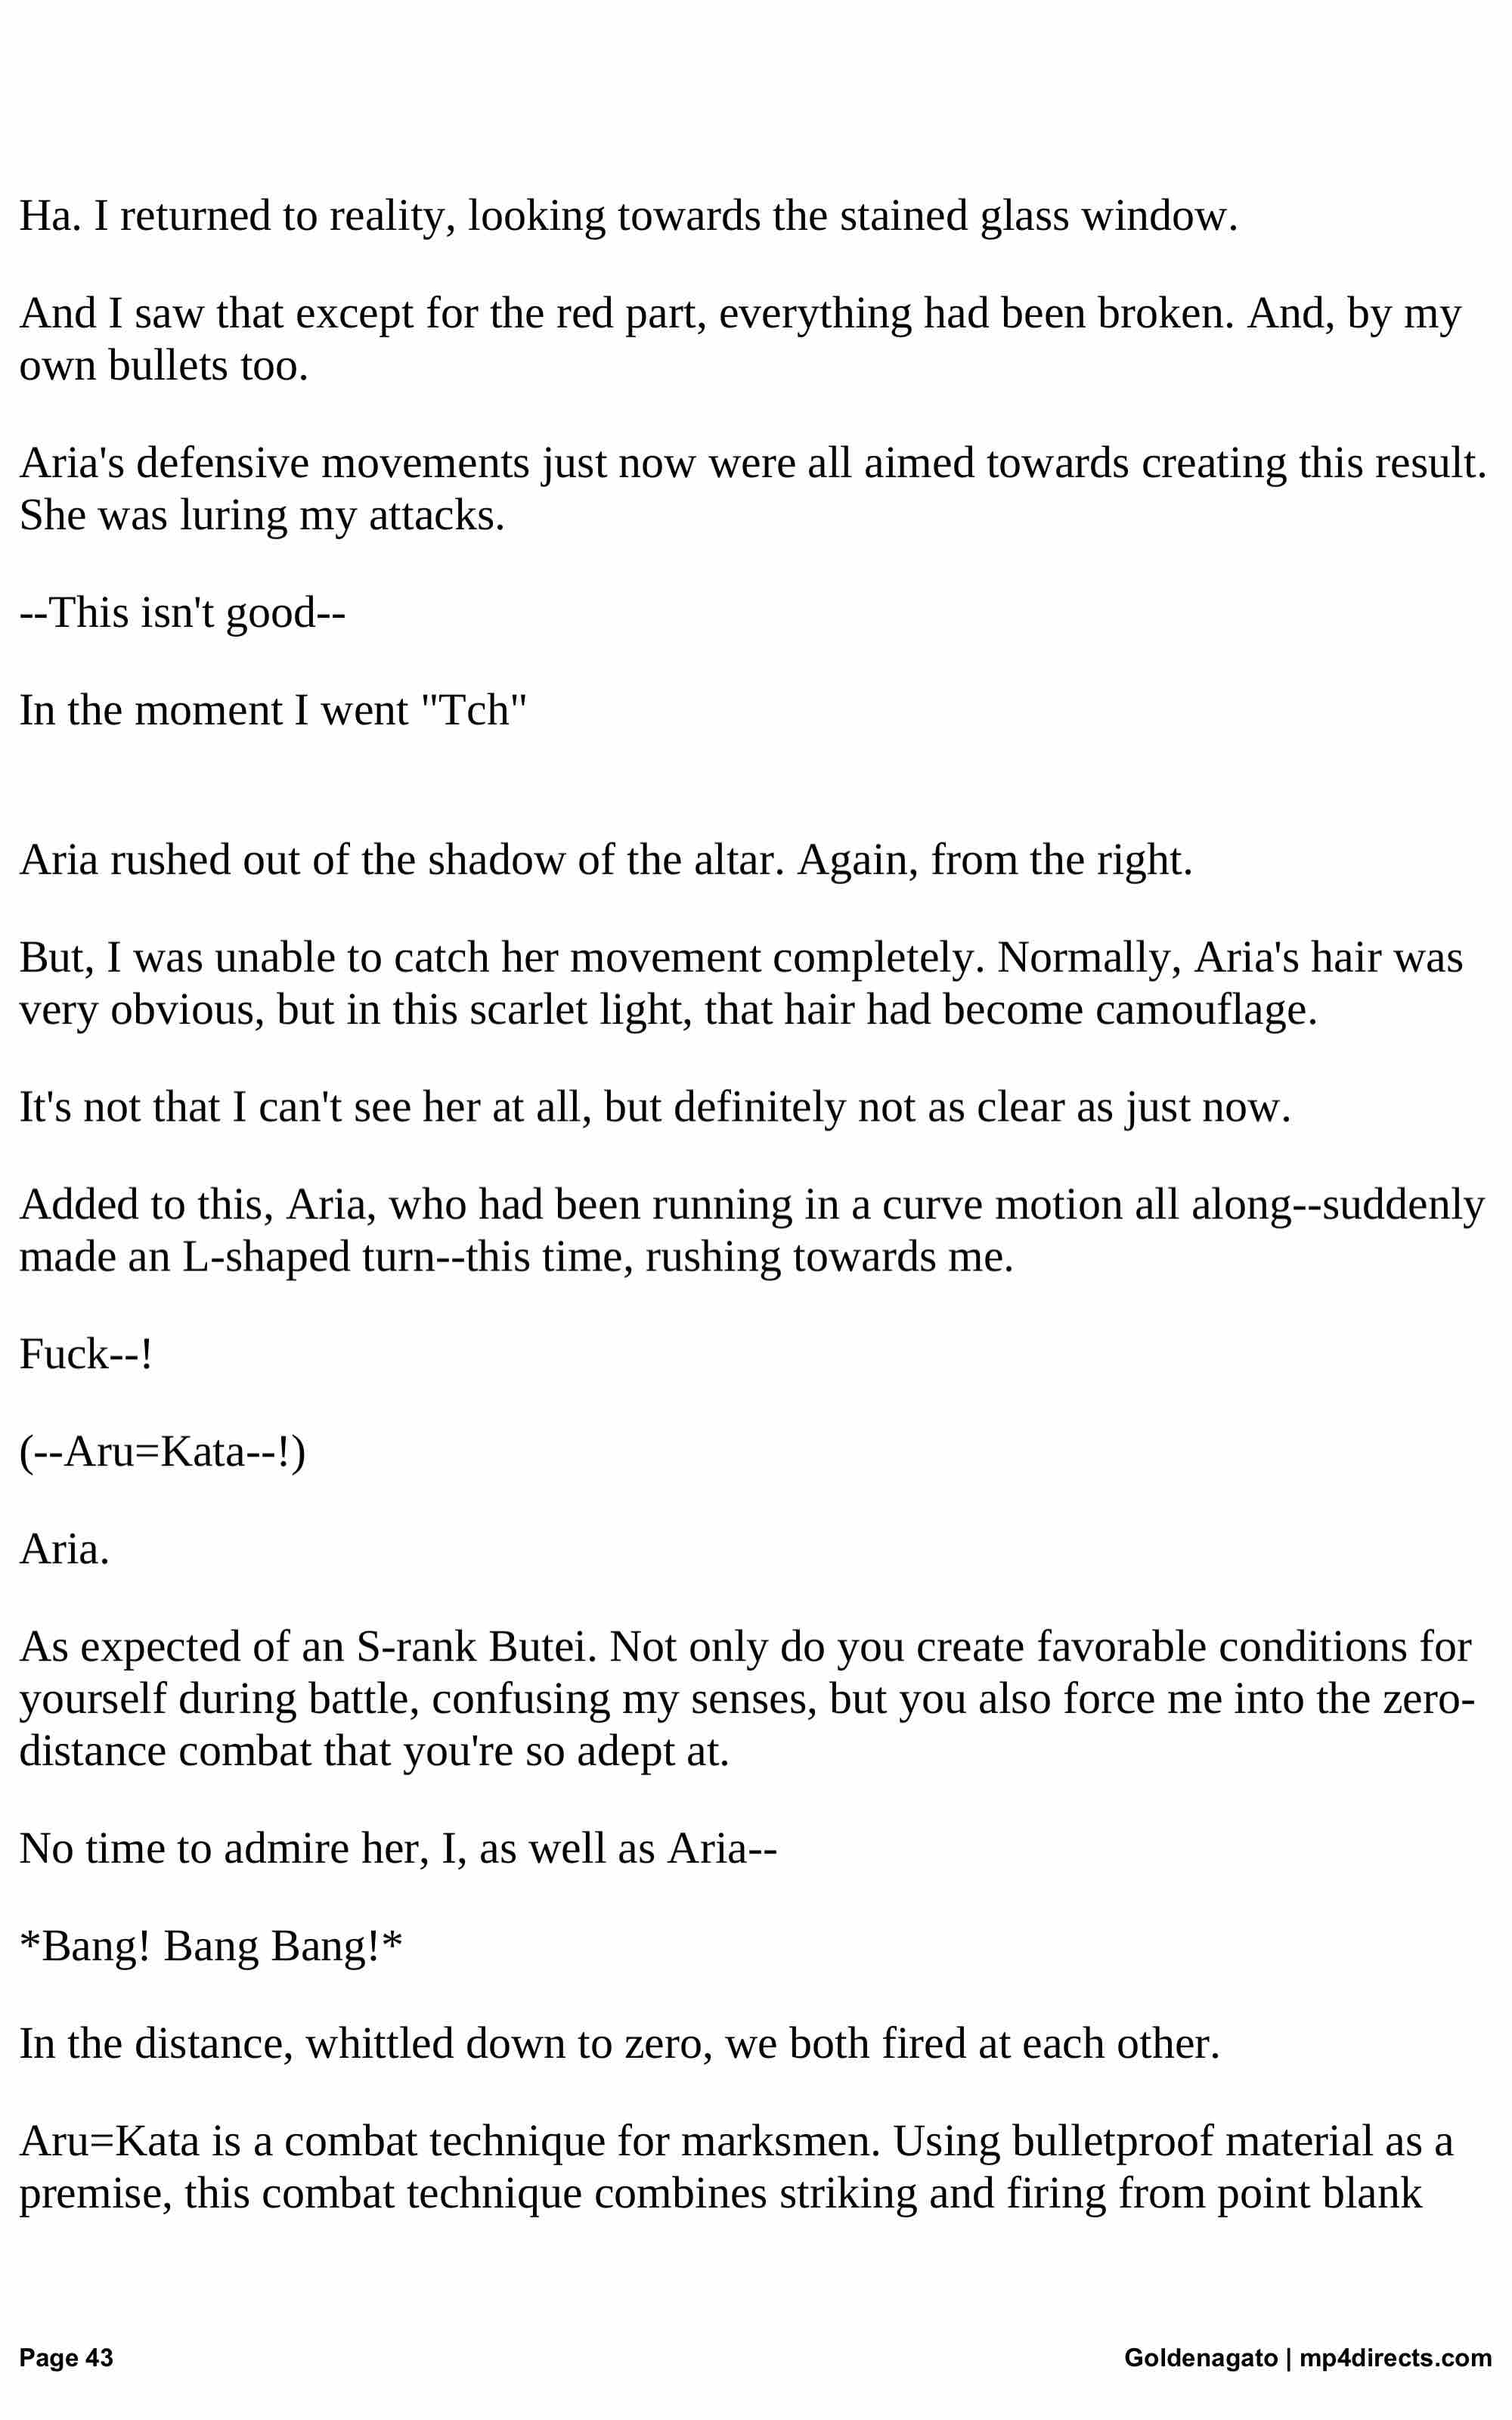 Ha. I returned to reality, looking towards the stained glass window.
And I saw that except for the red part, everything had been broken. And, by my
own bullets too.
Aria's defensive movements just now were all aimed towards creating this result.
She was luring my attacks.
--This isn't good--
In the moment I went "Tch"
Aria rushed out of the shadow of the altar. Again, from the right.
But, I was unable to catch her movement completely. Normally, Aria's hair was
very obvious, but in this scarlet light, that hair had become camouflage.
It's not that I can't see her at all, but definitely not as clear as just now.
Added to this, Aria, who had been running in a curve motion all along--suddenly
made an L-shaped turn--this time, rushing towards me.
Fuck--!
(--Aru=Kata--!)
Aria.
As expected of an S-rank Butei. Not only do you create favorable conditions for
yourself during battle, confusing my senses, but you also force me into the zero-
distance combat that you're so adept at.
No time to admire her, I, as well as Aria--
*Bang! Bang Bang!*
In the distance, whittled down to zero, we both fired at each other.
Aru=Kata is a combat technique for marksmen. Using bulletproof material as a
premise, this combat technique combines striking and firing from point blank
Page 43
Goldenagato | mp4directs.com